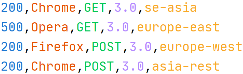 200,Chrome,GET,3.0,se-asia
500,Opera,GET,3.0,europe-east
200,Firefox,POST,3.0,europe-west
200,Chrome,POST,3.0,asia-rest